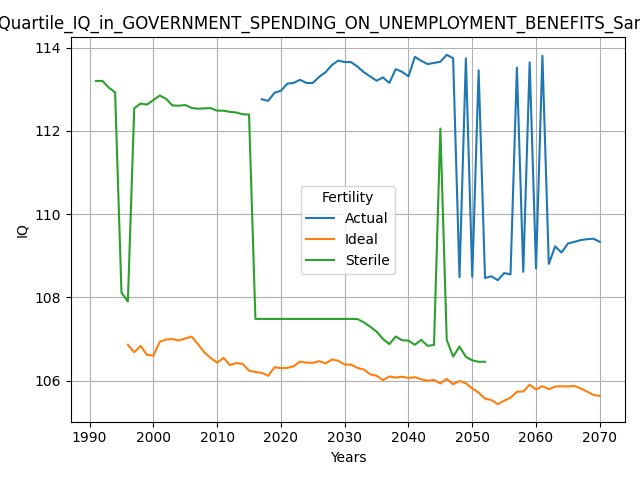 Quartile_IQ_in_GOVERNMENT_SPENDING_ON_UNEMPLOYMENT_BENEFITS_Sar
114
112
110
108
106
IQ
Fertility
Actual
Ideal
Sterile
1990 2000 2010 2020 2030 2040 2050 2060 2070
Years